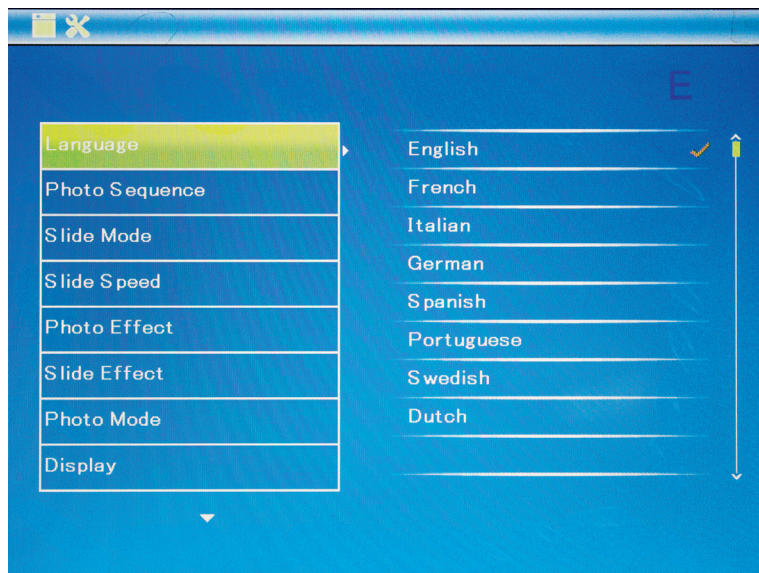 E
Language
Photo Sequence
Slide Mode
Slide Speed
Photo Effect
Slide Effect
Photo Mode
Display
English
French
Italian
German
Spanish
Portuguese
Swedish
Dutch